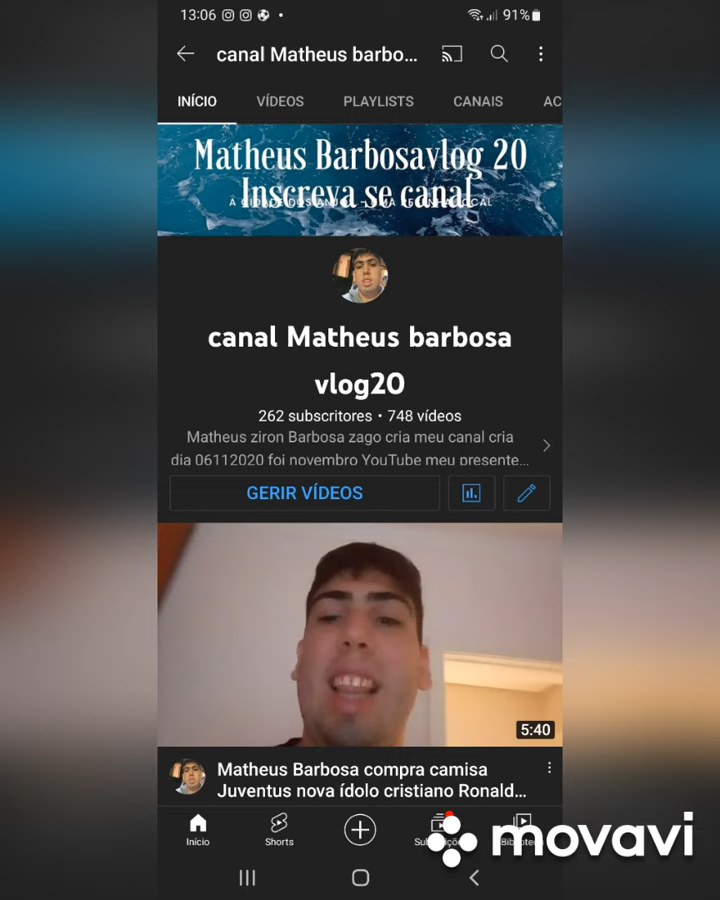 13:06 91%
canal Matheus barbo...
INÍCIO VÍDEOS PLAYLISTS CANAIS AC
Matheus Barbosavlog 20
Inscreva se canal
canal Matheus barbosa
vlog20
262 subscritores • 748 vídeos
Matheus ziron Barbosa zago cria meu canal cria
dia 06112020 foi novembro YouTube meu presente...
GERIR VÍDEOS
5:40
Matheus Barbosa compra camisa
Juventus nova ídolo cristiano Ronald...
Início Shorts
movavi